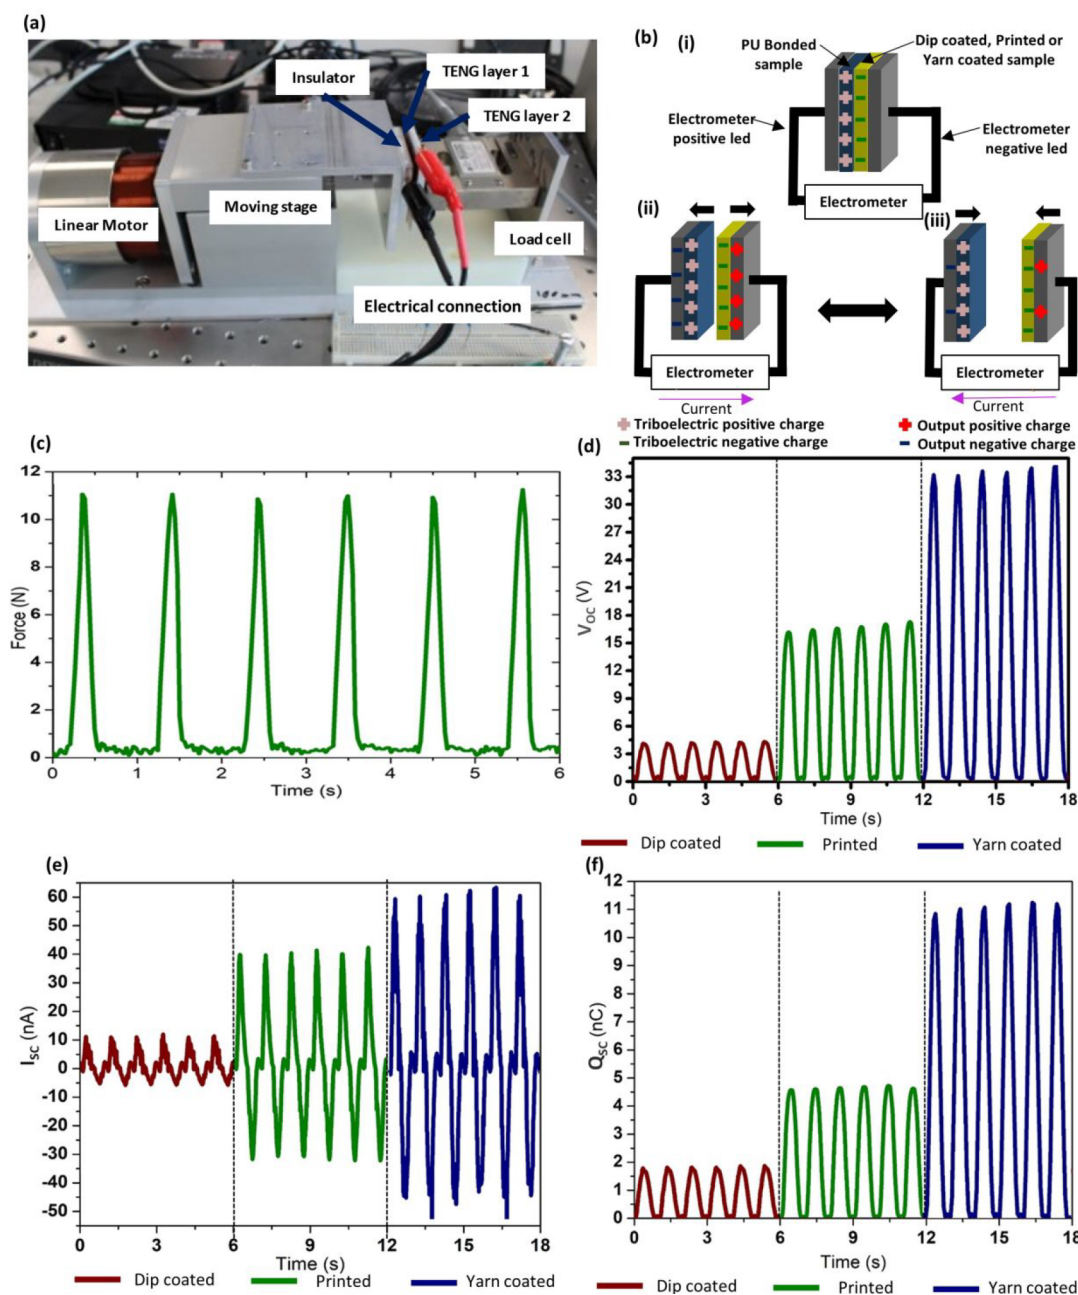 (a)
Insulator
TENG layer 1
TENG layer 2
Linear Motor
Moving stage
Load cell
Electrical connection
(b)
(i)
PU Bonded
sample
Dip coated, Printed or
Yarn coated sample
Electrometer
positive led
Electrometer
negative led
Electrometer
(ii)
Electrometer
Current
(iii)
Electrometer
Current
Triboelectric positive charge
Triboelectric negative charge
Output positive charge
Output negative charge
(c)
Force (N)
12
10
8
6
4
2
0
0 1 2 3 4 5 6
Time (s)
(d)
VOC (V)
33
30
27
24
21
18
15
12
9
6
3
0
0 3 6 9 12 15 18
Time (s)
Dip coated Printed Yarn coated
(e)
ISC (nA)
60
50
40
30
20
10
0
-10
-20
-30
-40
-50
0 3 6 9 12 15 18
Time (s)
Dip coated Printed Yarn coated
(f)
QSC (nC)
11
10
9
8
7
6
5
4
3
2
1
0
0 3 6 9 12 15 18
Time (s)
Dip coated Printed Yarn coated